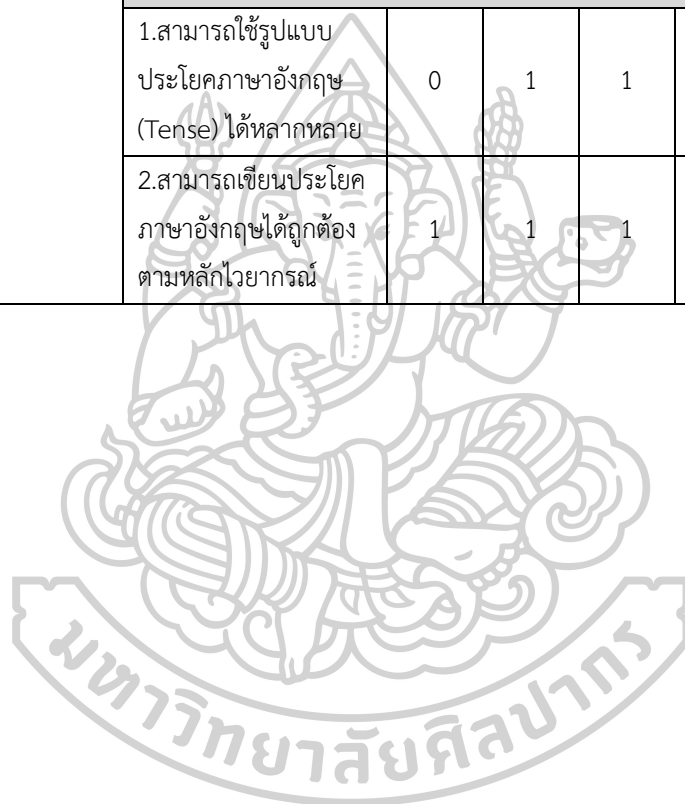 1.สามารถใช้รูปแบบ
ประโยคภาษาอังกฤษ 0 1 1
(Tense) ได้หลากหลาย
2.สามารถเขียนประโยค
ภาษาอังกฤษได้ถูกต้อง 1 1 1
ตามหลักไวยากรณ์
มหาวิทยาลัยศิลปากร